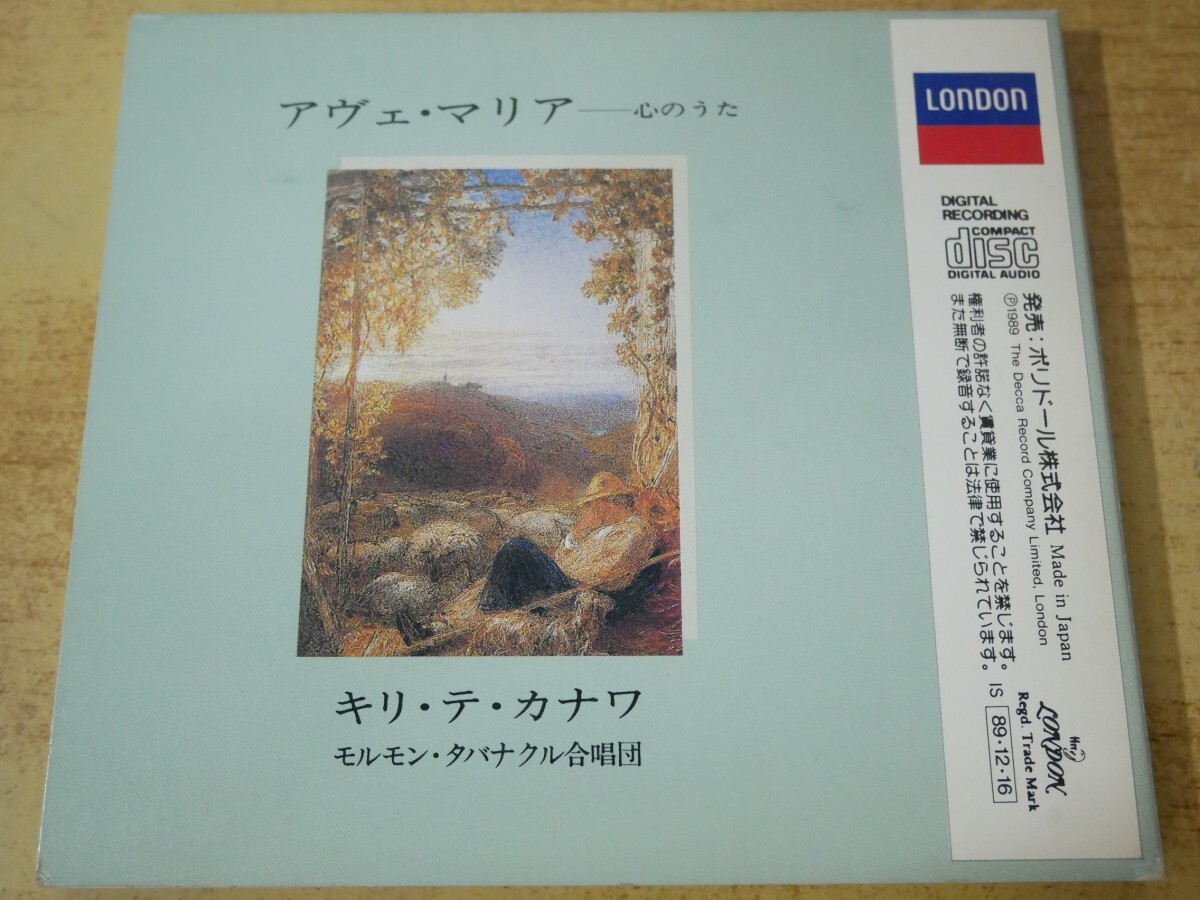 アヴェ・マリア──心のうた
キリ・テ・カナワ
モルモン・タバナクル合唱団
LONDON
DIGITAL
RECORDING
COMPACT
disc
DIGITAL AUDIO
発売：ポリドール株式会社 Made in Japan
Ⓟ1989 The Decca Record Company Limited, London
権利者の許諾なく賃貸業に使用することを禁じます。
また無断で録音することは法律で禁じられています。
IS 89・12・16
LONDON
Regd. Trade Mark